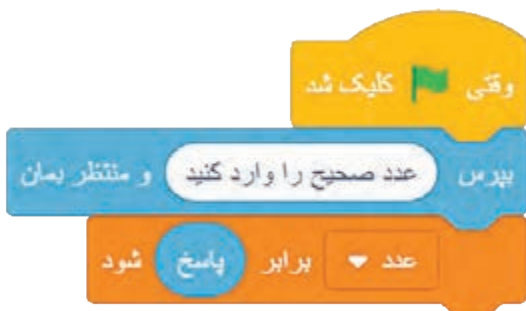 وقتی کلیک شد
بپرس عدد صحیح را وارد کنید و منتظر بمان
عدد برابر پاسخ شود